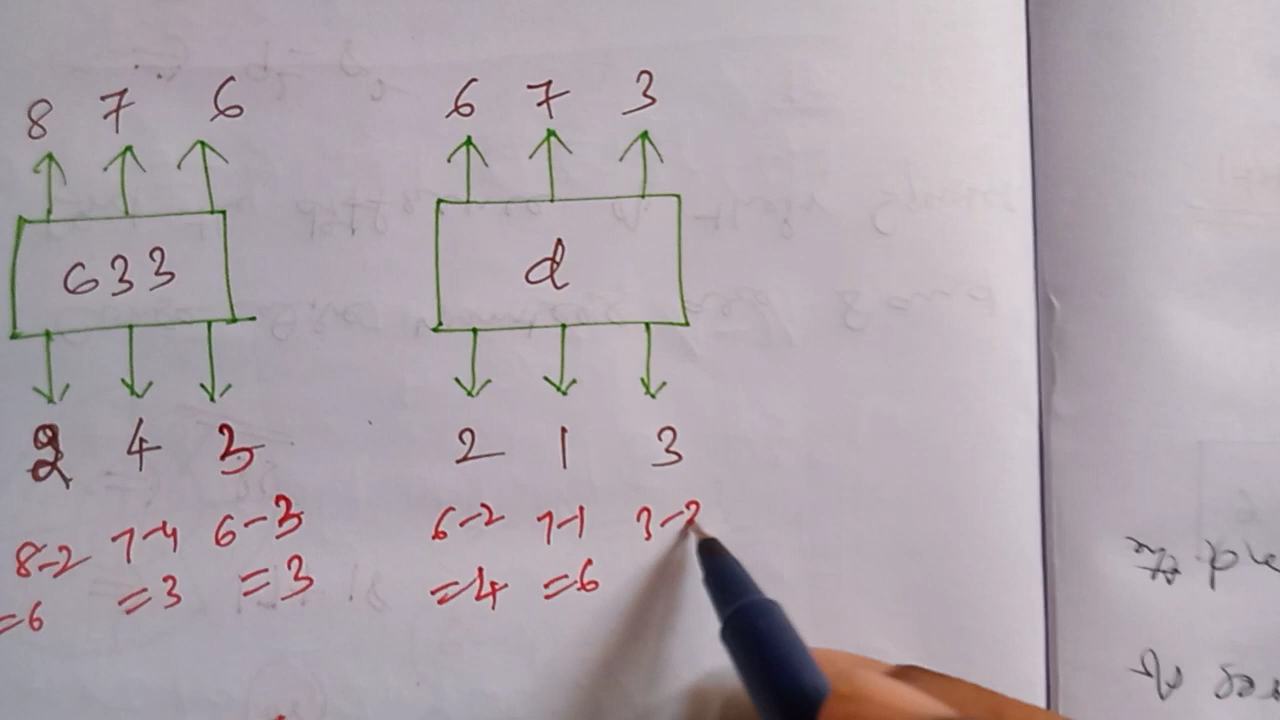 8 7 6 6 7 3
633 d
2 4 3 2 1 3
8-2 7-4 6-3 6-2 7-1 3-3
=6 =3 =3 =4 =6